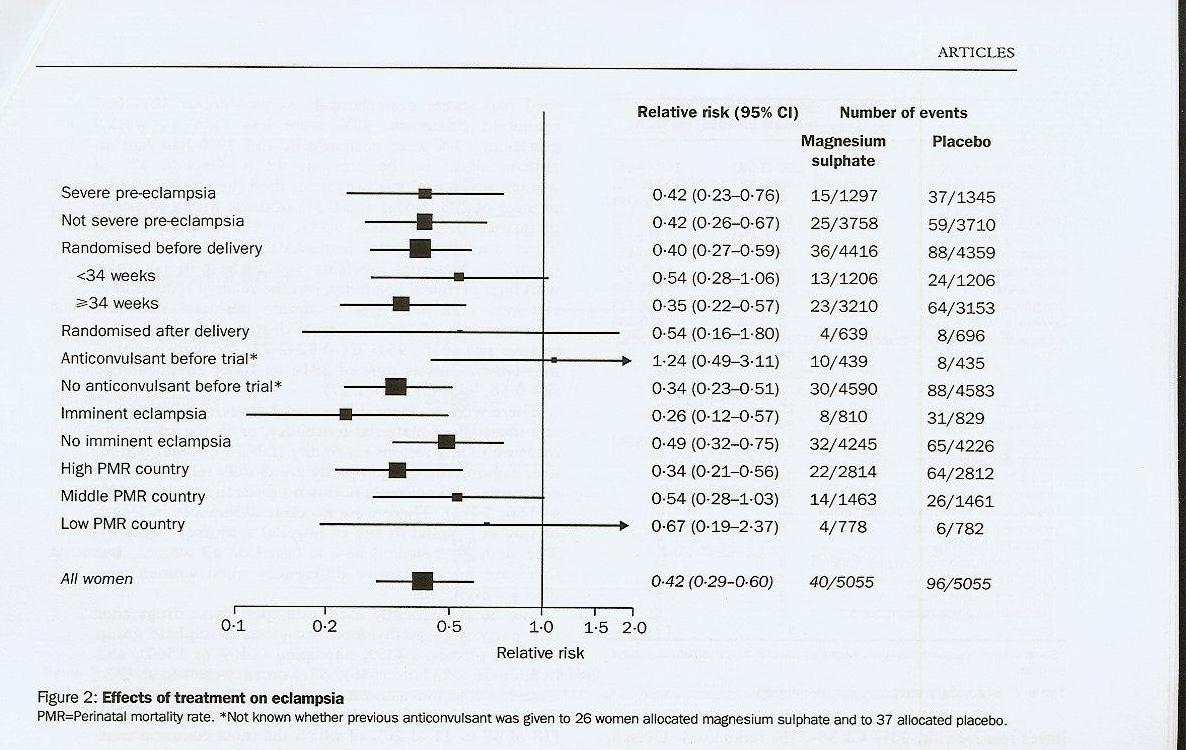 ARTICLES
Relative risk (95% CI) Number of events
Magnesium sulphate Placebo
Severe pre-eclampsia 0·42 (0·23–0·76) 15/1297 37/1345
Not severe pre-eclampsia 0·42 (0·26–0·67) 25/3758 59/3710
Randomised before delivery 0·40 (0·27–0·59) 36/4416 88/4359
<34 weeks 0·54 (0·28–1·06) 13/1206 24/1206
⩾34 weeks 0·35 (0·22–0·57) 23/3210 64/3153
Randomised after delivery 0·54 (0·16–1·80) 4/639 8/696
Anticonvulsant before trial* 1·24 (0·49–3·11) 10/439 8/435
No anticonvulsant before trial* 0·34 (0·23–0·51) 30/4590 88/4583
Imminent eclampsia 0·26 (0·12–0·57) 8/810 31/829
No imminent eclampsia 0·49 (0·32–0·75) 32/4245 65/4226
High PMR country 0·34 (0·21–0·56) 22/2814 64/2812
Middle PMR country 0·54 (0·28–1·03) 14/1463 26/1461
Low PMR country 0·67 (0·19–2·37) 4/778 6/782
All women 0·42 (0·29–0·60) 40/5055 96/5055
0·1 0·2 0·5 1·0 1·5 2·0
Relative risk
Figure 2: Effects of treatment on eclampsia
PMR=Perinatal mortality rate. *Not known whether previous anticonvulsant was given to 26 women allocated magnesium sulphate and to 37 allocated placebo.